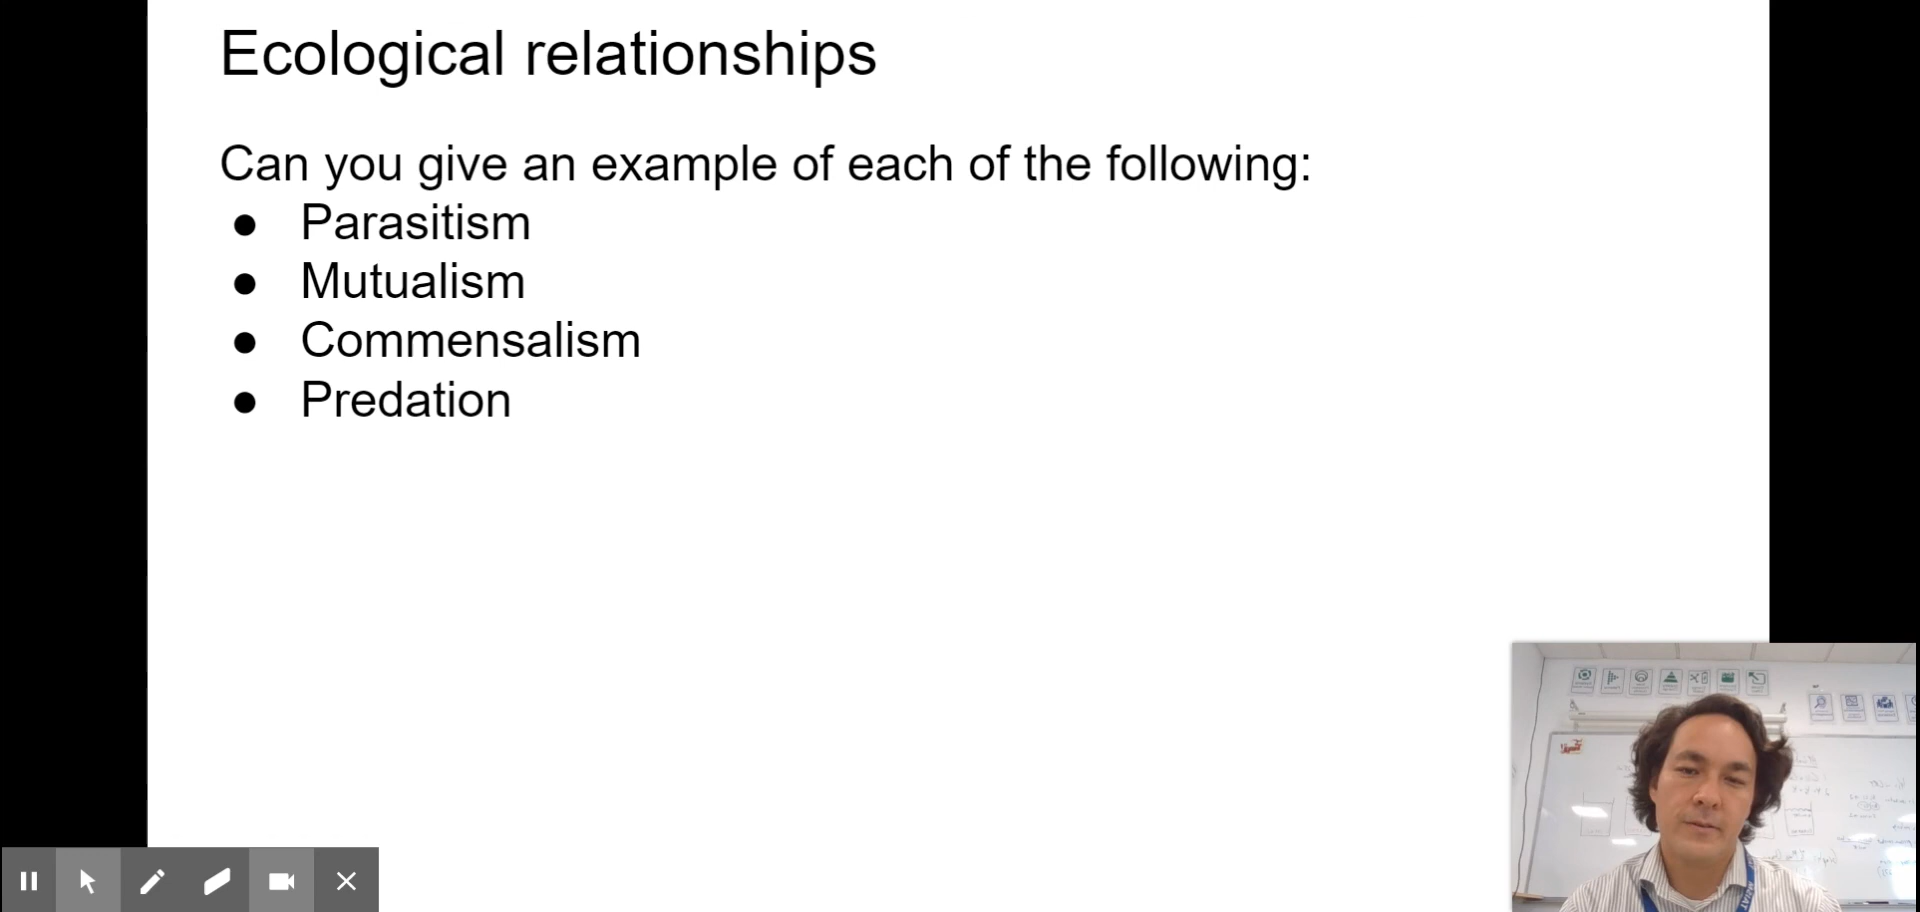 Ecological relationships
Can you give an example of each of the following:
● Parasitism
● Mutualism
● Commensalism
● Predation